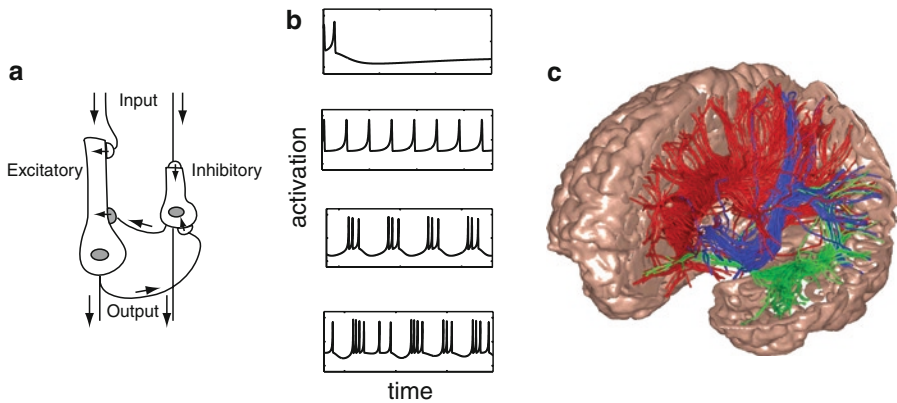 a
Input
Excitatory
Inhibitory
Output
b
activation
time
c